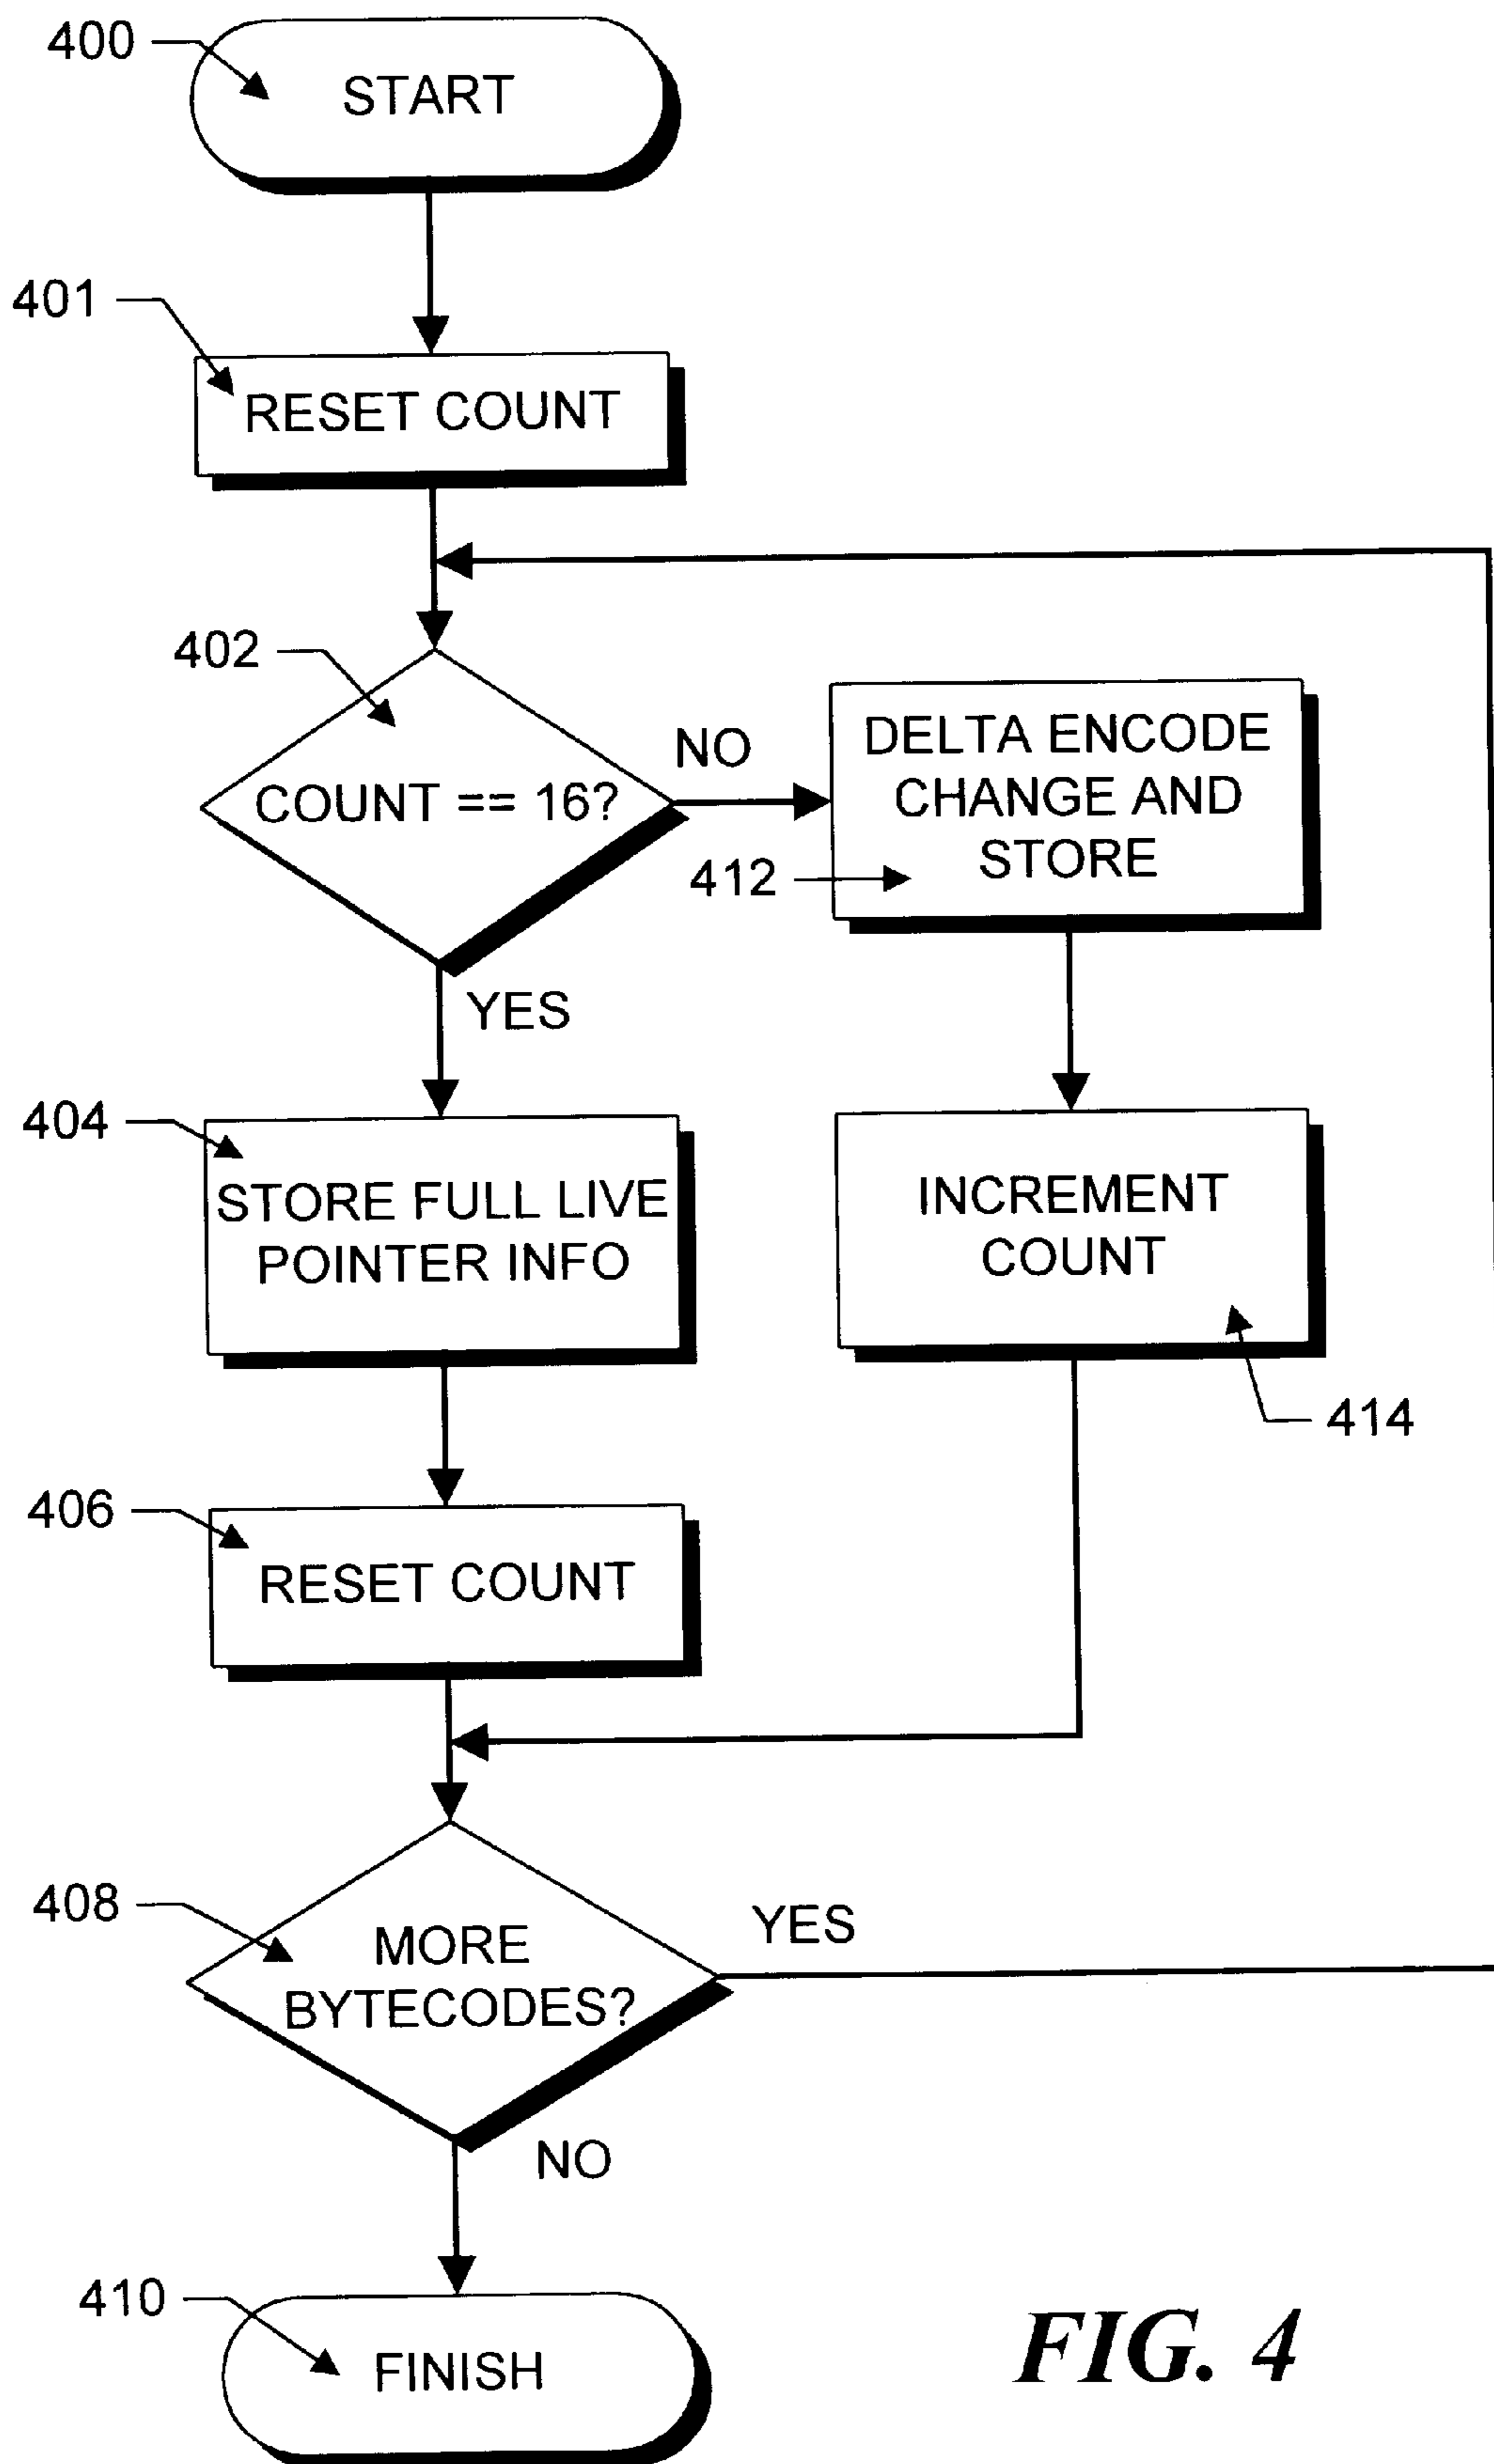 400
START
401
RESET COUNT
402
COUNT == 16?
NO
DELTA ENCODE
CHANGE AND
STORE
412
YES
404
STORE FULL LIVE
POINTER INFO
INCREMENT
COUNT
414
406
RESET COUNT
408
MORE
BYTECODES?
YES
NO
410
FINISH
FIG. 4